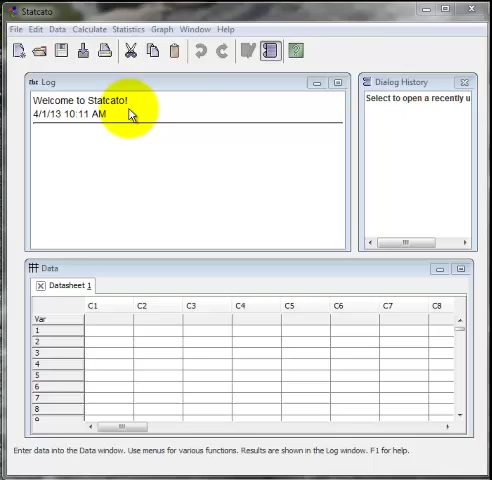 Statcato
File Edit Data Calculate Statistics Graph Window Help
Log
Welcome to Statcato!
4/1/13 10:11 AM
Dialog History
Select to open a recently u
Data
Datasheet 1
C1 C2 C3 C4 C5 C6 C7 C8
Var
1
2
3
4
5
6
7
8
9
Enter data into the Data window. Use menus for various functions. Results are shown in the Log window. F1 for help.